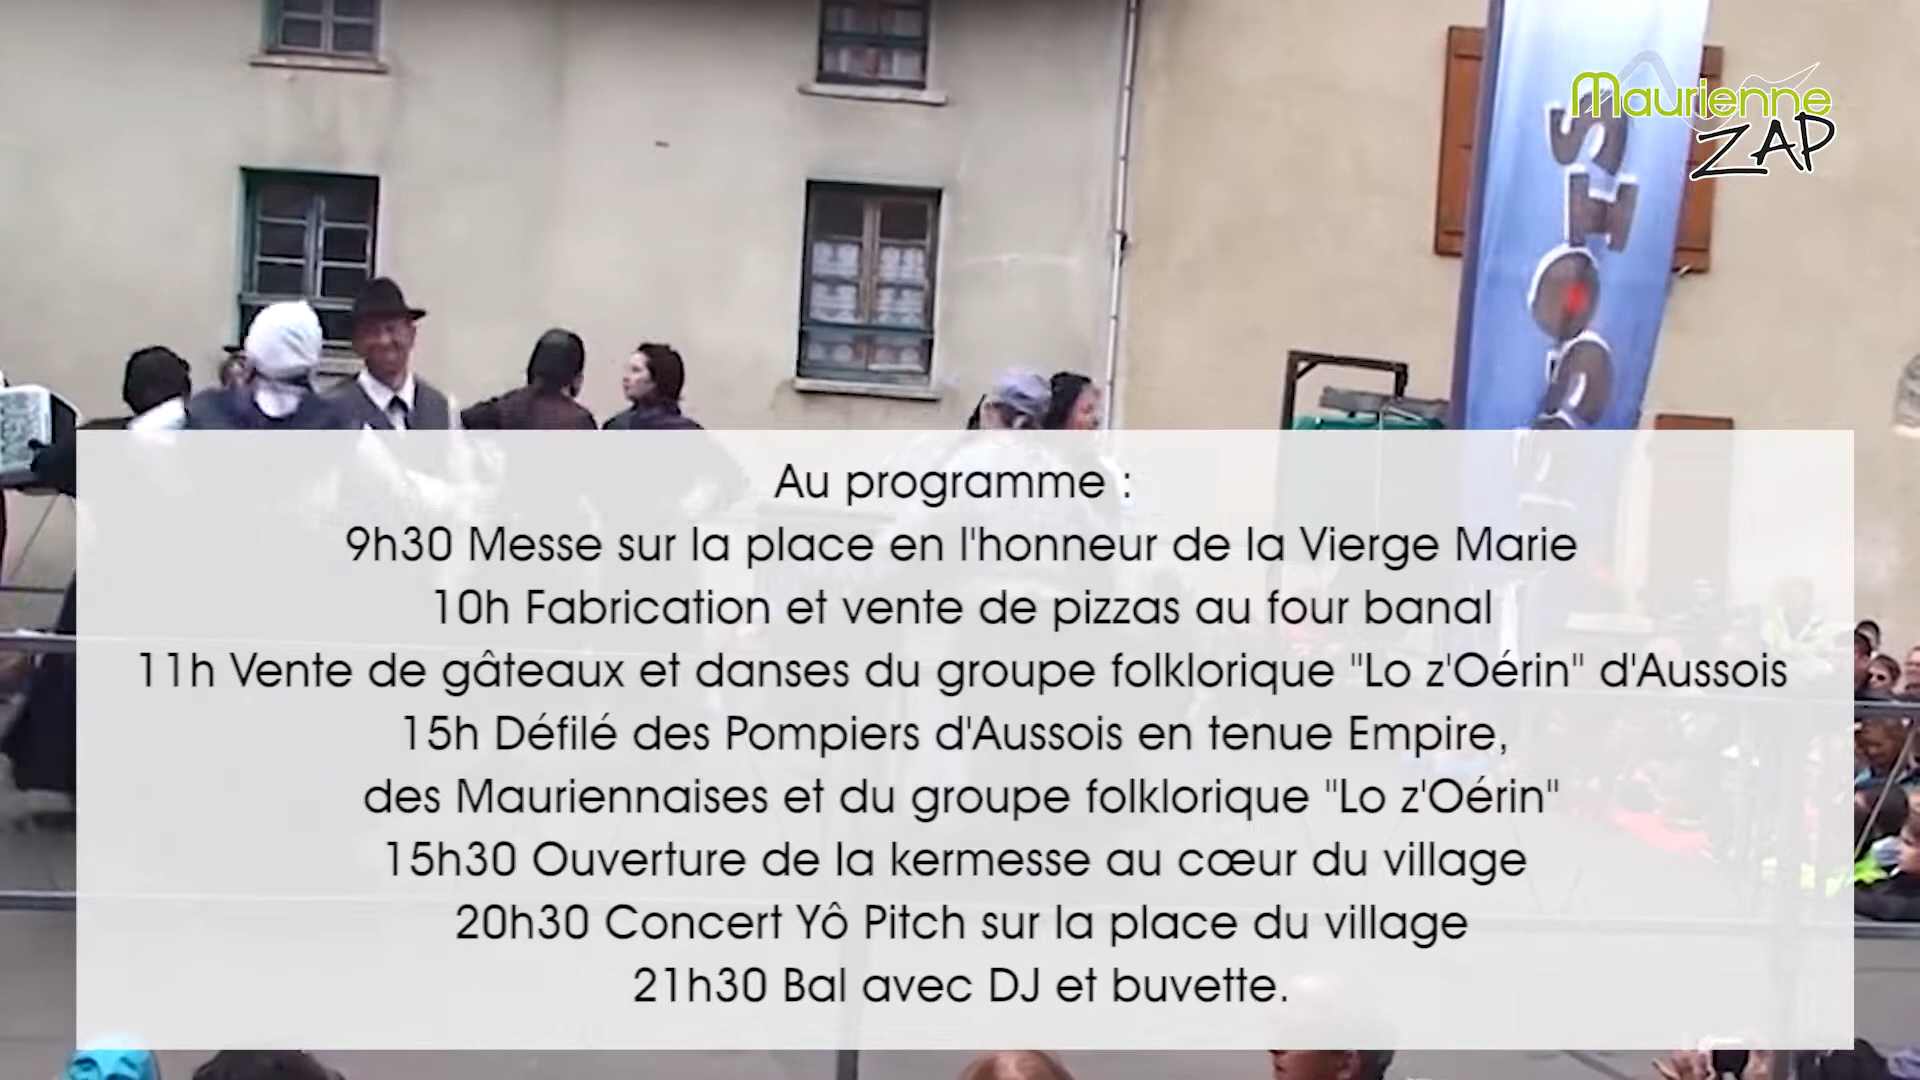 Maurienne
ZAP
Au programme :
9h30 Messe sur la place en l'honneur de la Vierge Marie
10h Fabrication et vente de pizzas au four banal
11h Vente de gâteaux et danses du groupe folklorique "Lo z'Oérin" d'Aussois
15h Défilé des Pompiers d'Aussois en tenue Empire,
des Mauriennaises et du groupe folklorique "Lo z'Oérin"
15h30 Ouverture de la kermesse au cœur du village
20h30 Concert Yô Pitch sur la place du village
21h30 Bal avec DJ et buvette.